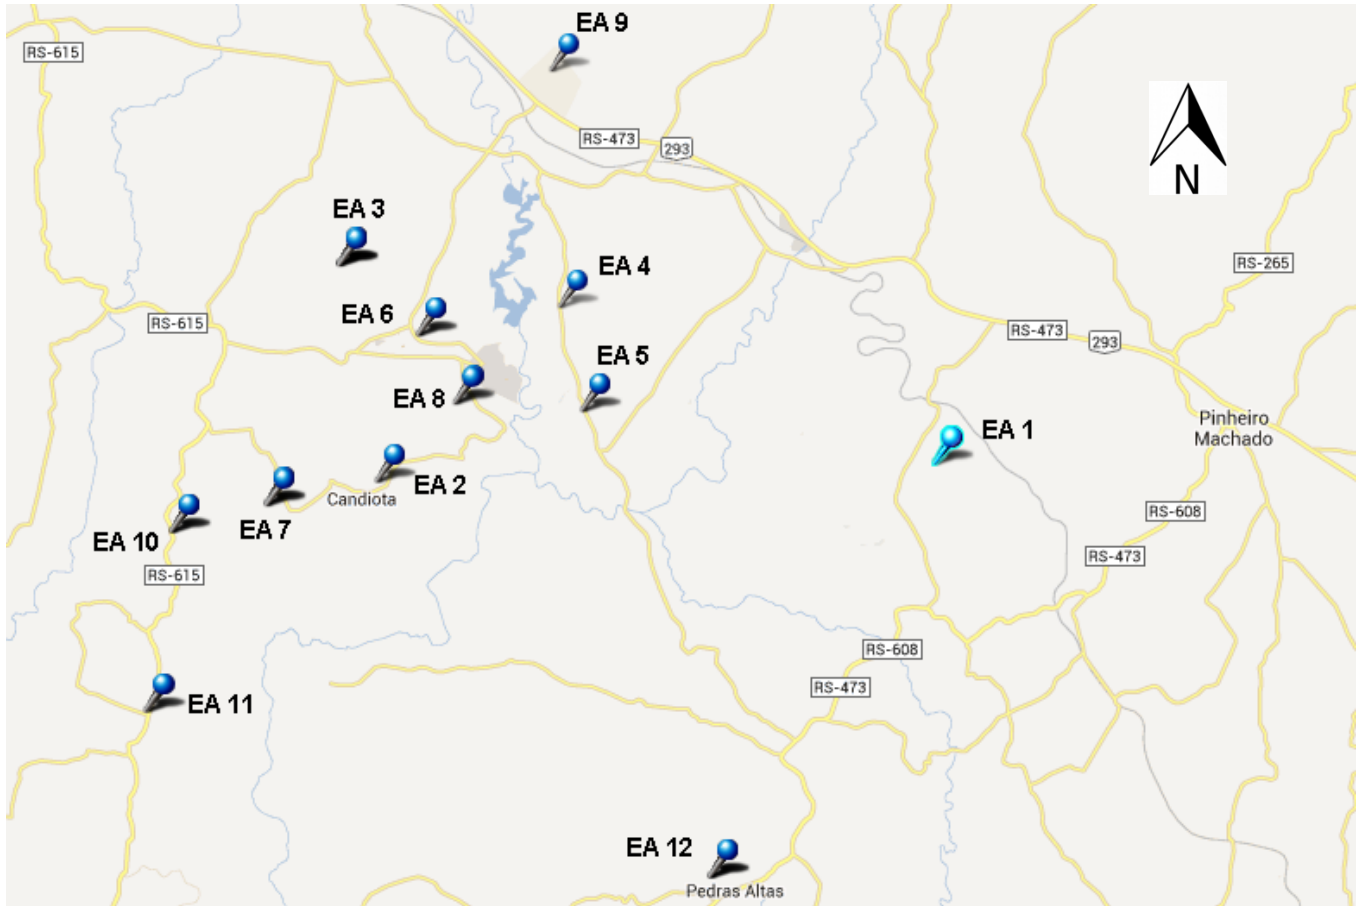 EA 9
RS-615
RS-473
293
N
EA 3
EA 4
RS-265
EA 6
RS-615
RS-473
293
EA 5
EA 8
Pinheiro
Machado
EA 1
EA 2
Candiota
RS-608
EA 7
EA 10
RS-473
RS-615
RS-608
RS-473
EA 11
EA 12
Pedras Altas